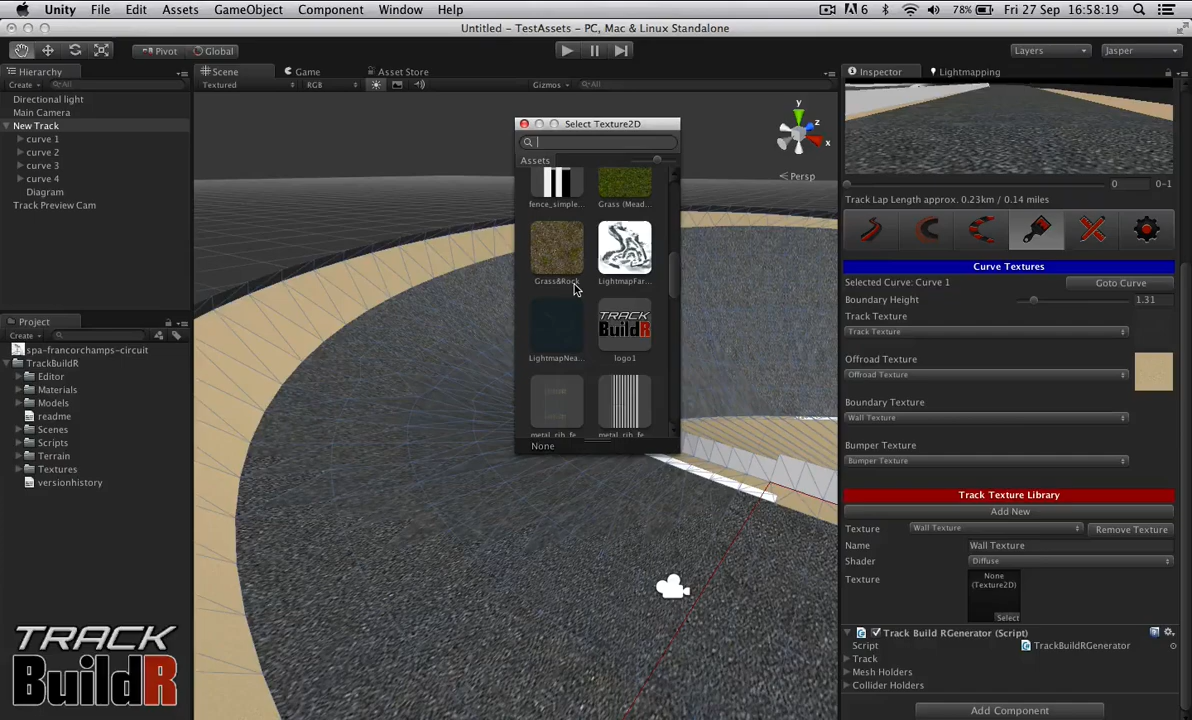 Unity File Edit Assets GameObject Component Window Help 6 78% Fri 27 Sep 16:58:19
Untitled - TestAssets - PC, Mac & Linux Standalone
Pivot Global Layers Jasper
Hierarchy
Create All
Directional light
Main Camera
New Track
curve 1
curve 2
curve 3
curve 4
Diagram
Track Preview Cam
Project
Create
spa-francorchamps-circuit
TrackBuildR
Editor
Materials
Models
readme
Scenes
Scripts
Terrain
Textures
versionhistory
TRACK
BuildR
Scene Game Asset Store
Textured RGB Gizmos All
y
z
x
Persp
Select Texture2D
Assets
fence_simple... Grass (Mead...
Grass&Rock LightmapFar...
LightmapNea... logo1
TRACK
BUILDR
metal_rib_fe... metal_rib_fe...
None
Inspector Lightmapping
0 0-1
Track Lap Length approx. 0.23km / 0.14 miles
Curve Textures
Selected Curve: Curve 1 Goto Curve
Boundary Height 1.31
Track Texture
Track Texture
Offroad Texture
Offroad Texture
Boundary Texture
Wall Texture
Bumper Texture
Bumper Texture
Track Texture Library
Add New
Texture Wall Texture Remove Texture
Name Wall Texture
Shader Diffuse
Texture None
(Texture2D)
Select
Track Build RGenerator (Script)
Script TrackBuildRGenerator
Track
Mesh Holders
Collider Holders
Add Component